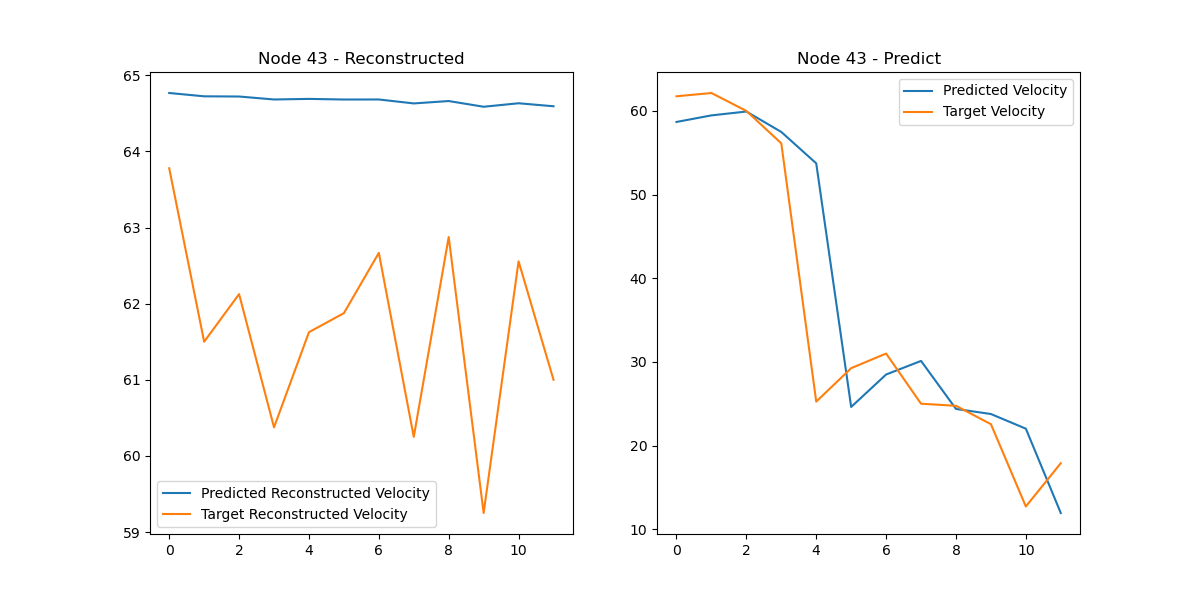 Node 43 - Reconstructed
65
64
63
62
61
60
59
0 2 4 6 8 10
Predicted Reconstructed Velocity
Target Reconstructed Velocity
Node 43 - Predict
60
50
40
30
20
10
0 2 4 6 8 10
Predicted Velocity
Target Velocity